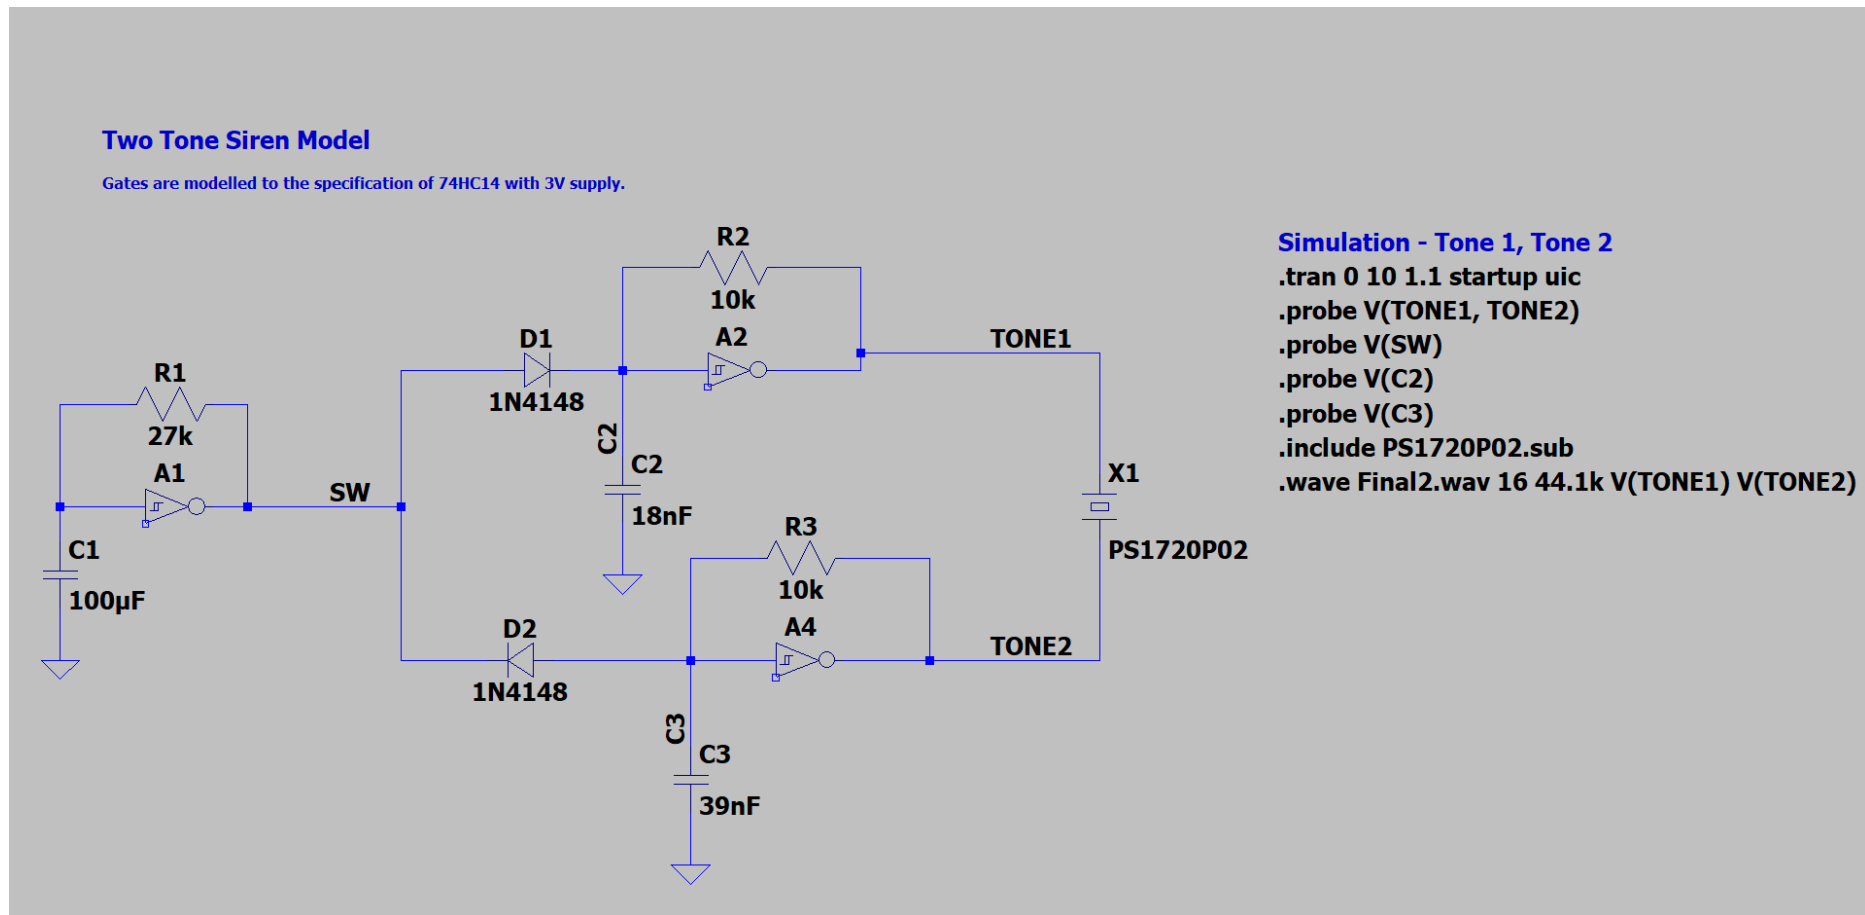 Two Tone Siren Model
Gates are modelled to the specification of 74HC14 with 3V supply.
R1
27k
A1
C1
100µF
SW
D1
1N4148
R2
10k
A2
C2
C2
18nF
TONE1
D2
1N4148
R3
10k
A4
C3
C3
39nF
TONE2
X1
PS1720P02
Simulation - Tone 1, Tone 2
.tran 0 10 1.1 startup uic
.probe V(TONE1, TONE2)
.probe V(SW)
.probe V(C2)
.probe V(C3)
.include PS1720P02.sub
.wave Final2.wav 16 44.1k V(TONE1) V(TONE2)